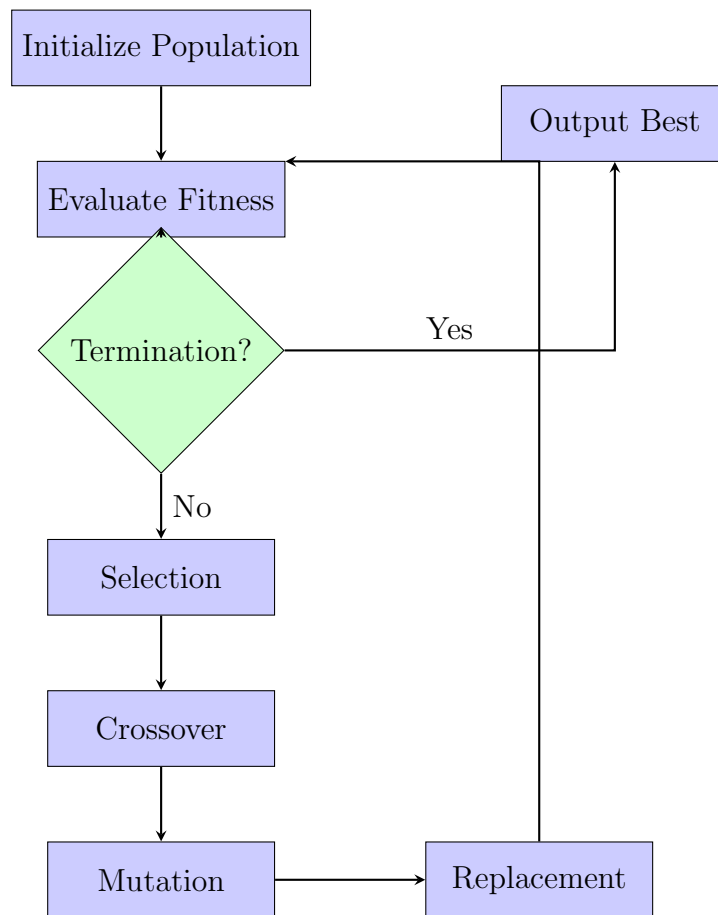 Initialize Population
Output Best
Evaluate Fitness
Termination?
Yes
No
Selection
Crossover
Mutation
Replacement